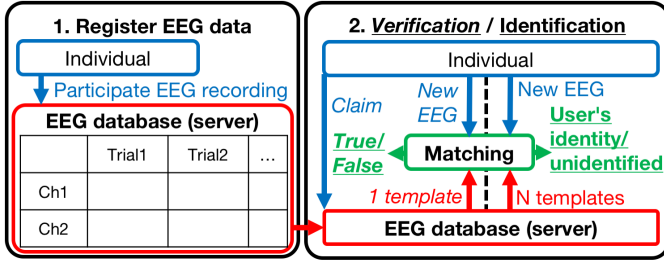 1. Register EEG data
Individual
Participate EEG recording
EEG database (server)
Trial1 Trial2 ...
Ch1
Ch2
2. Verification / Identification
Individual
Claim
New
EEG
New EEG
True/
False
Matching
User's
identity/
unidentified
1 template
N templates
EEG database (server)